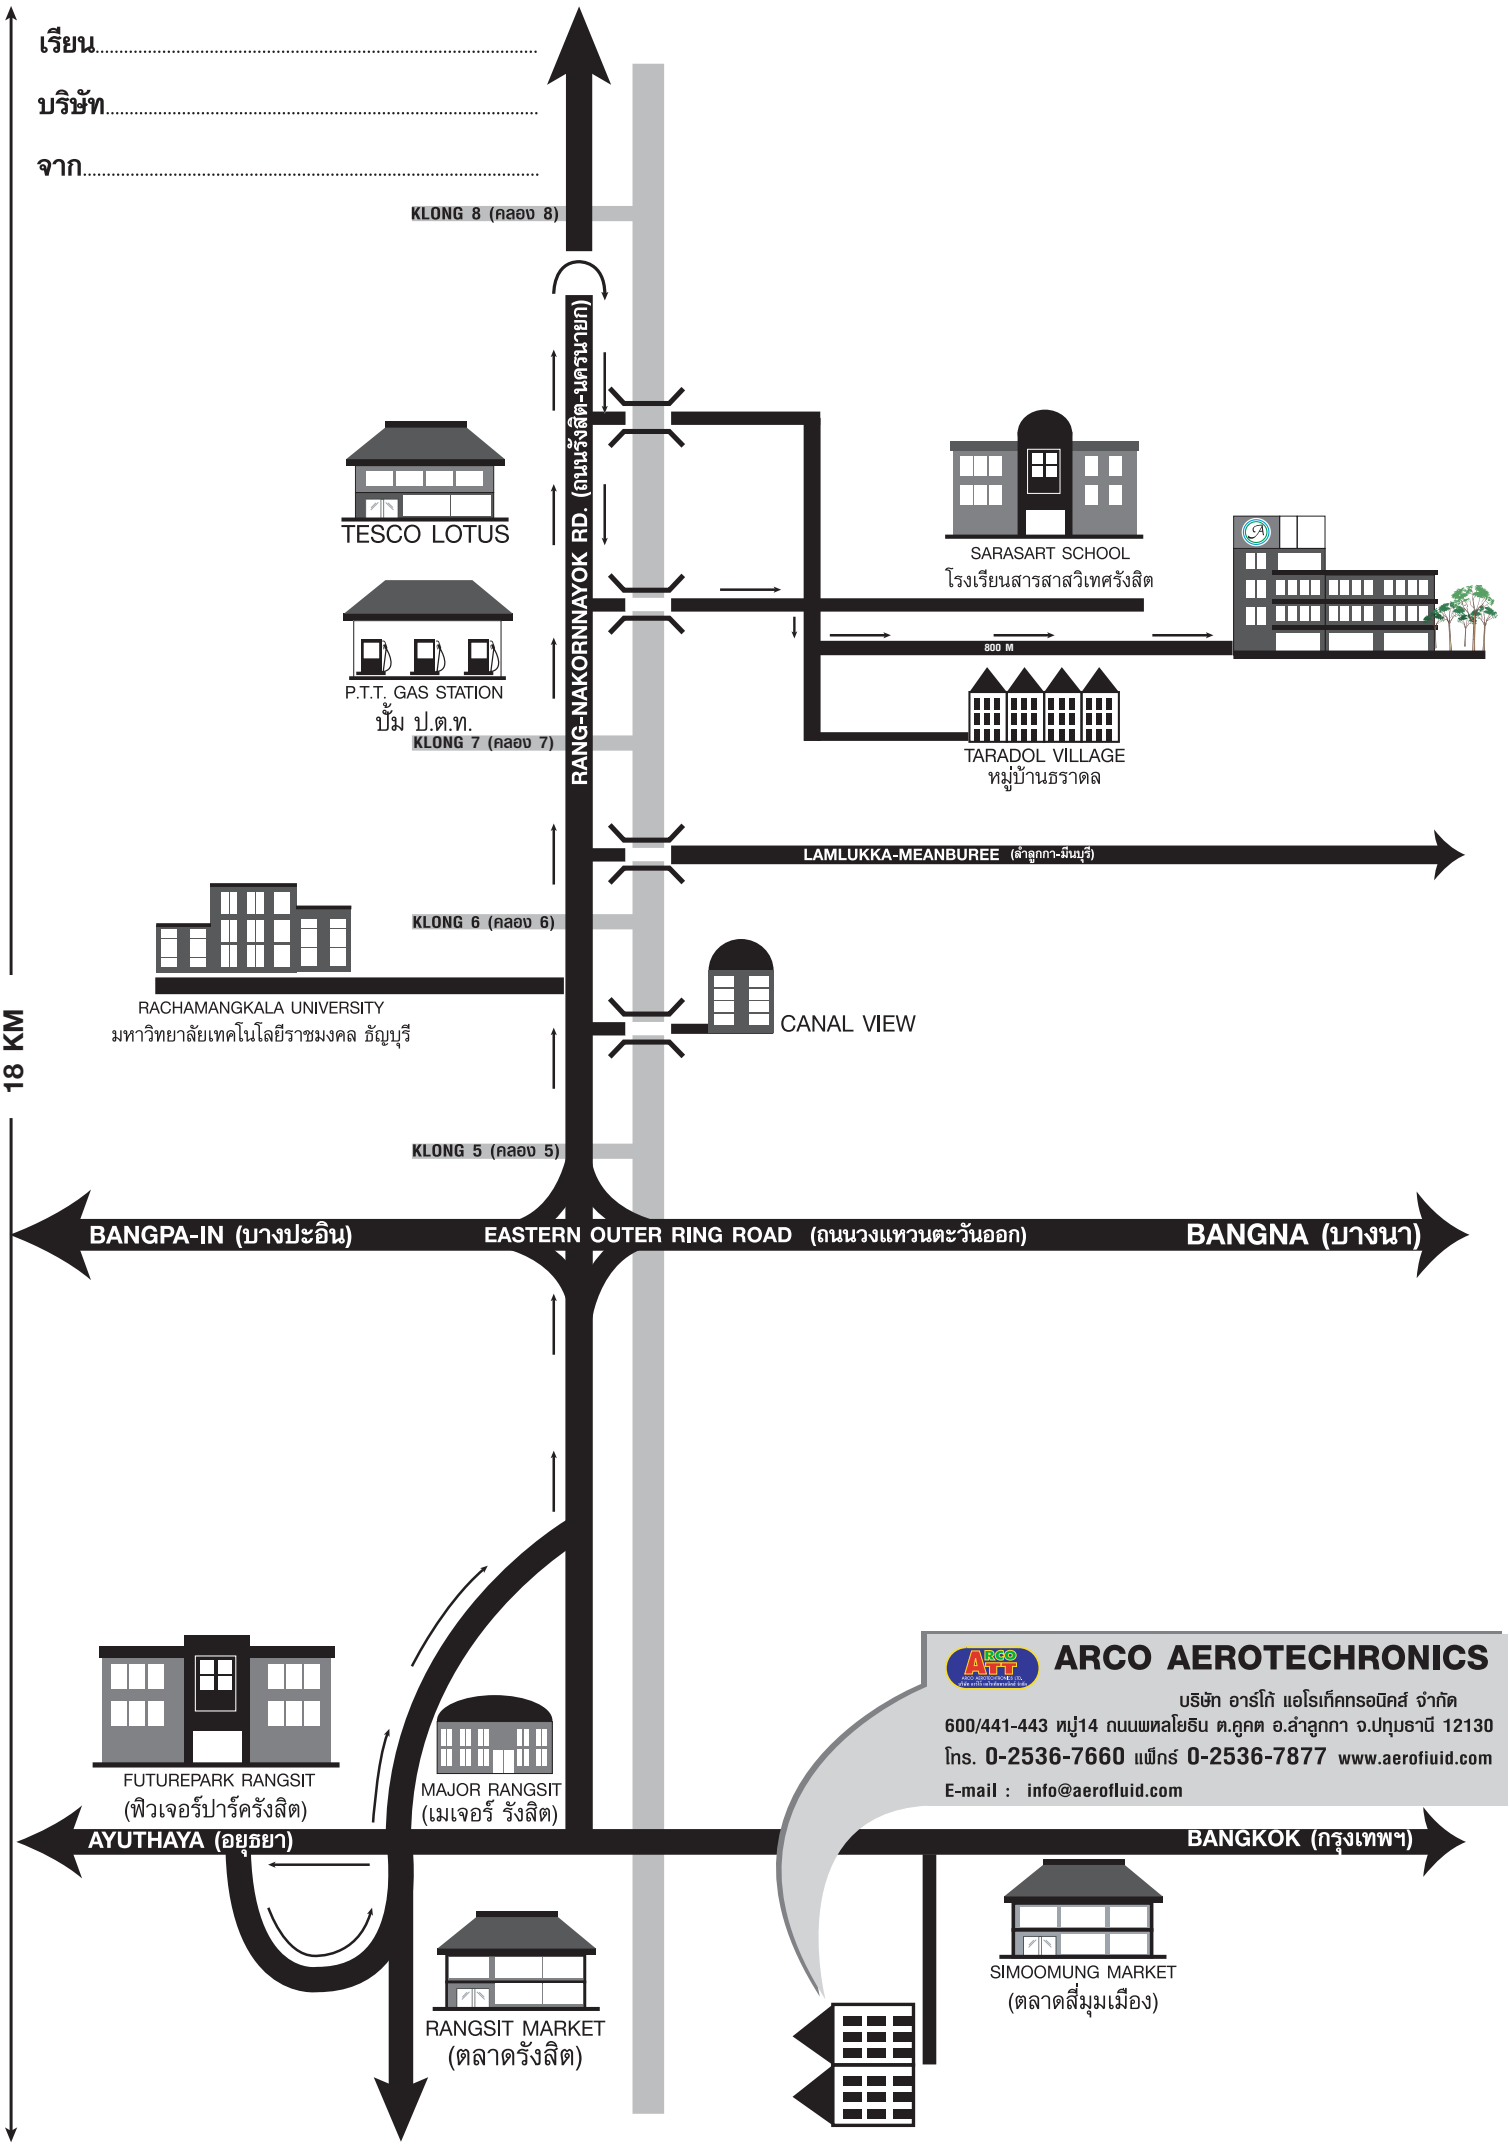 เรียน
บริษัท
จาก
KLONG 8 (คลอง 8)
RANG-NAKORNNAYOK RD. (ถนนรังสิต-นครนายก)
TESCO LOTUS
SARASART SCHOOL
โรงเรียนสารสาสวิเทศรังสิต
A
P.T.T. GAS STATION
ปั๊ม ป.ต.ท.
800 M
KLONG 7 (คลอง 7)
TARADOL VILLAGE
หมู่บ้านธราดล
LAMLUKKA-MEANBUREE (ลำลูกกา-มีนบุรี)
KLONG 6 (คลอง 6)
RACHAMANGKALA UNIVERSITY
มหาวิทยาลัยเทคโนโลยีราชมงคล ธัญบุรี
CANAL VIEW
18 KM
KLONG 5 (คลอง 5)
BANGPA-IN (บางปะอิน)
EASTERN OUTER RING ROAD (ถนนวงแหวนตะวันออก)
BANGNA (บางนา)
FUTUREPARK RANGSIT
(ฟิวเจอร์ปาร์ครังสิต)
MAJOR RANGSIT
(เมเจอร์ รังสิต)
ARCO
ATT
ARCO AEROTECHRONICS LTD.
ARCO AEROTECHRONICS
บริษัท อาร์โก้ แอโรเท็คทรอนิคส์ จำกัด
600/441-443 หมู่14 ถนนพหลโยธิน ต.คูคต อ.ลำลูกกา จ.ปทุมธานี 12130
โทร. 0-2536-7660 แฟ็กร์ 0-2536-7877 www.aerofiuid.com
E-mail : info@aerofluid.com
AYUTHAYA (อยุธยา)
BANGKOK (กรุงเทพฯ)
RANGSIT MARKET
(ตลาดรังสิต)
SIMOOMUNG MARKET
(ตลาดสี่มุมเมือง)